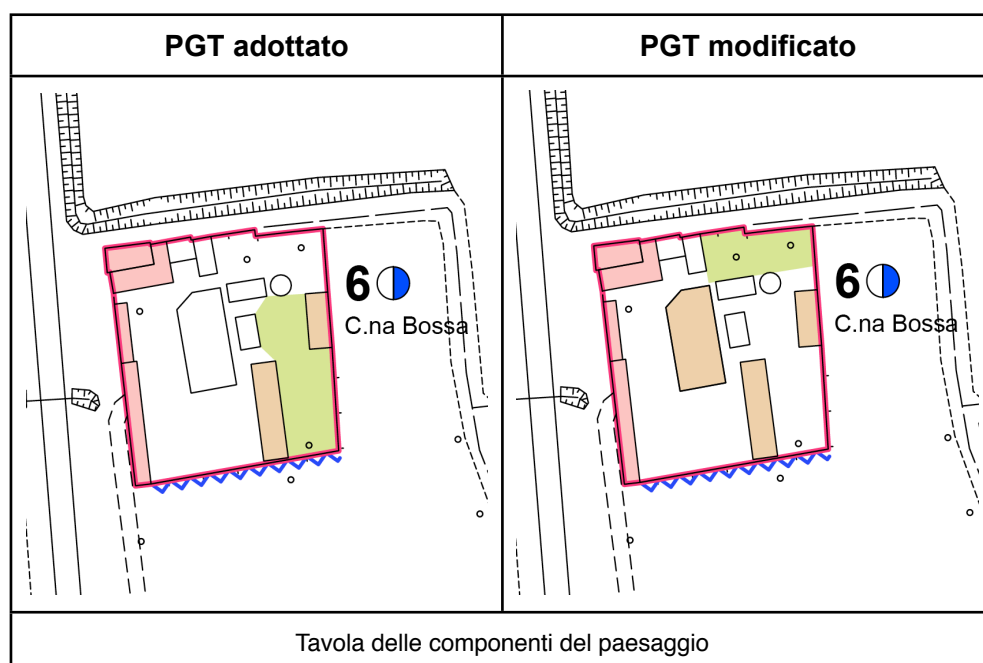 PGT adottato
PGT modificato
6
C.na Bossa
6
C.na Bossa
Tavola delle componenti del paesaggio